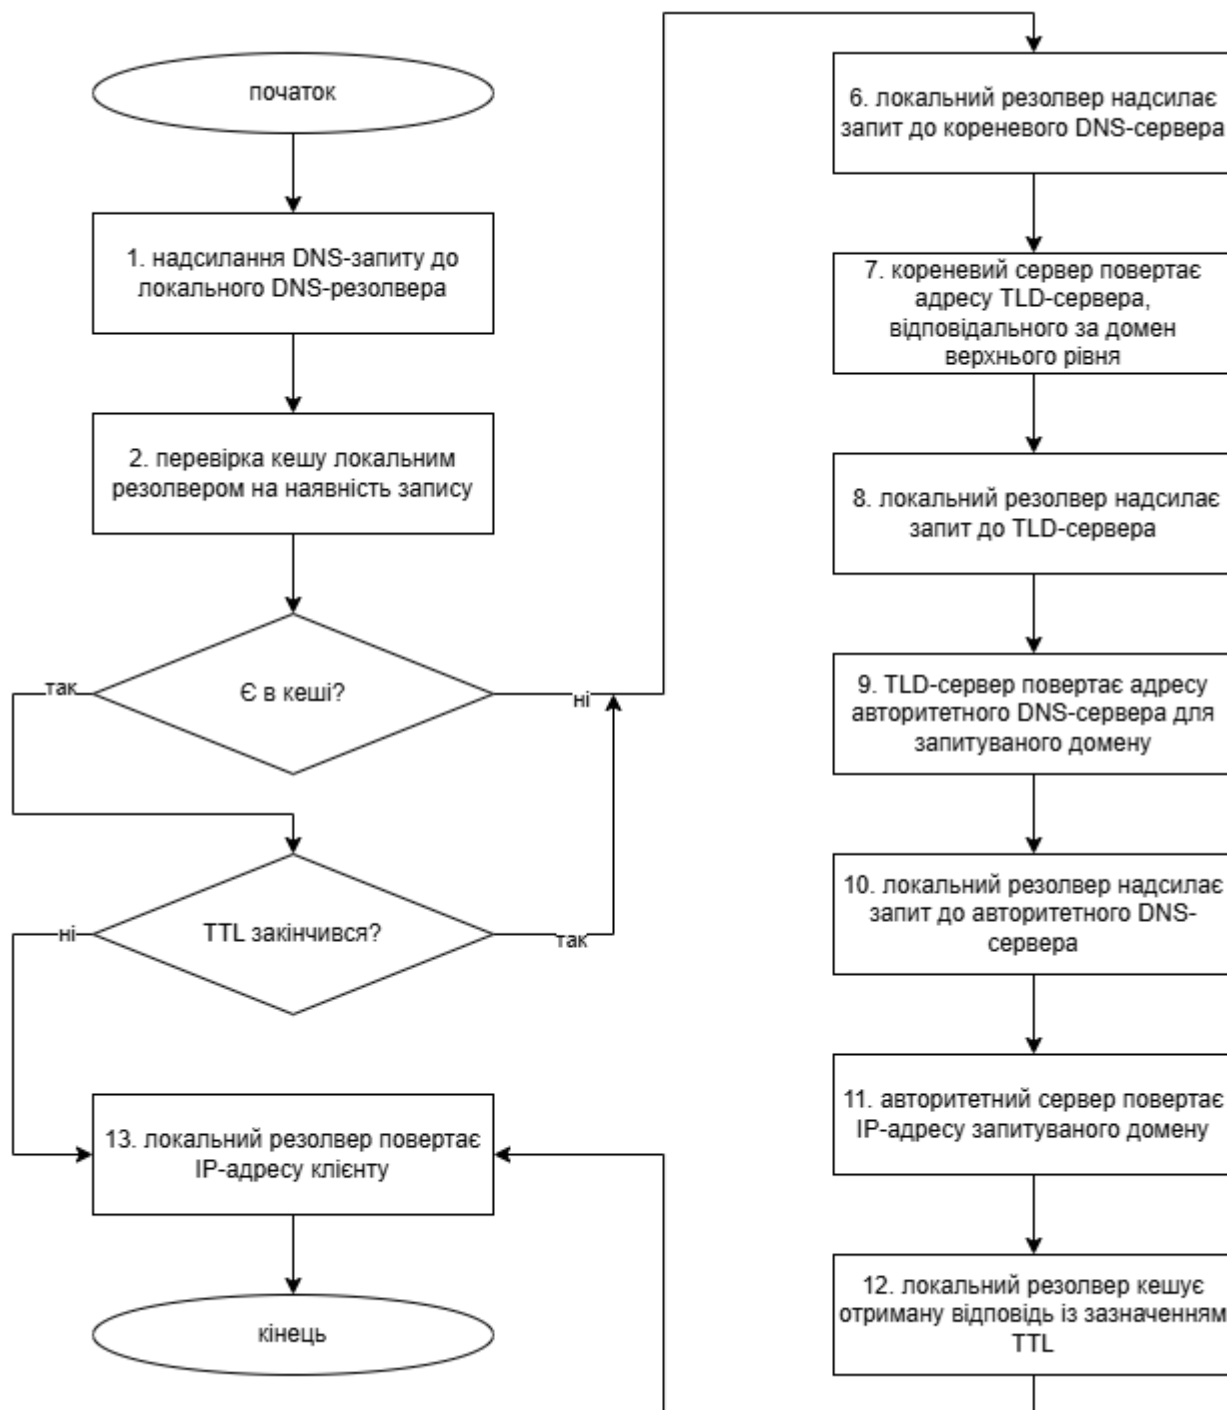 початок
1. надсилання DNS-запиту до
локального DNS-резолвера
2. перевірка кешу локальним
резолвером на наявність запису
Є в кеші?
так
ні
TTL закінчився?
ні
так
13. локальний резолвер повертає
IP-адресу клієнту
кінець
6. локальний резолвер надсилає
запит до кореневого DNS-сервера
7. кореневий сервер повертає
адресу TLD-сервера,
відповідального за домен
верхнього рівня
8. локальний резолвер надсилає
запит до TLD-сервера
9. TLD-сервер повертає адресу
авторитетного DNS-сервера для
запитуваного домену
10. локальний резолвер надсилає
запит до авторитетного DNS-
сервера
11. авторитетний сервер повертає
IP-адресу запитуваного домену
12. локальний резолвер кешує
отриману відповідь із зазначенням
TTL